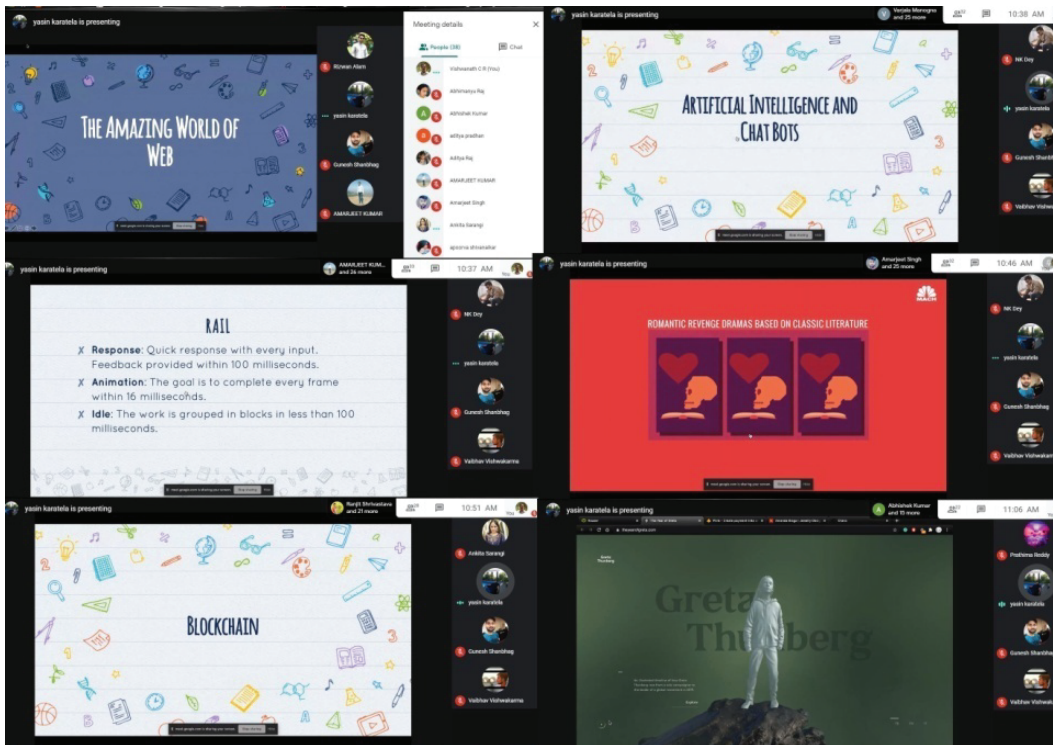 yasin karatela is presenting
Meeting details
People (38)
Chat
THE AMAZING WORLD OF
WEB
Rizwan Alam
yasin karatela
Gunesh Shanbhag
AMARJEET KUMAR
Vishwanath C R (You)
Abhimanyu Raj
Abhishek Kumar
aditya pradhan
Aditya Raj
AMARJEET KUMAR
Amarjeet Singh
Ankita Sarangi
yasin karatela is presenting
and 25 more
10:38 AM
ARTIFICIAL INTELLIGENCE AND
CHAT BOTS
NK Dey
yasin karatela
Gunesh Shanbhag
Vaibhav Vishwakar
yasin karatela is presenting
AMARJEET KUM...
and 26 more
10:37 AM
You
RAIL
Response: Quick response with every input.
Feedback provided within 100 milliseconds.
Animation: The goal is to complete every frame
within 16 milliseconds.
Idle: The work is grouped in blocks in less than 100
milliseconds.
NK Dey
yasin karatela
Gunesh Shanbhag
Vaibhav Vishwakarma
yasin karatela is presenting
Amarjeet Singh
and 25 more
10:46 AM
MACH
ROMANTIC REVENGE DRAMAS BASED ON CLASSIC LITERATURE
NK Dey
yasin karatela
Gunesh Shanbhag
Vaibhav Vishwakarm
yasin karatela is presenting
Ranjit Shrivastava
and 21 more
10:51 AM
You
BLOCKCHAIN
Ankita Sarangi
yasin karatela
Gunesh Shanbhag
Vaibhav Vishwakarma
yasin karatela is presenting
Abhishek Kumar
and 15 more
11:06 AM
Greta
Thunberg
Greta
Thunberg
Prathima Reddy
yasin karatela
Gunesh Shanbhag
Vaibhav Vishwakarm